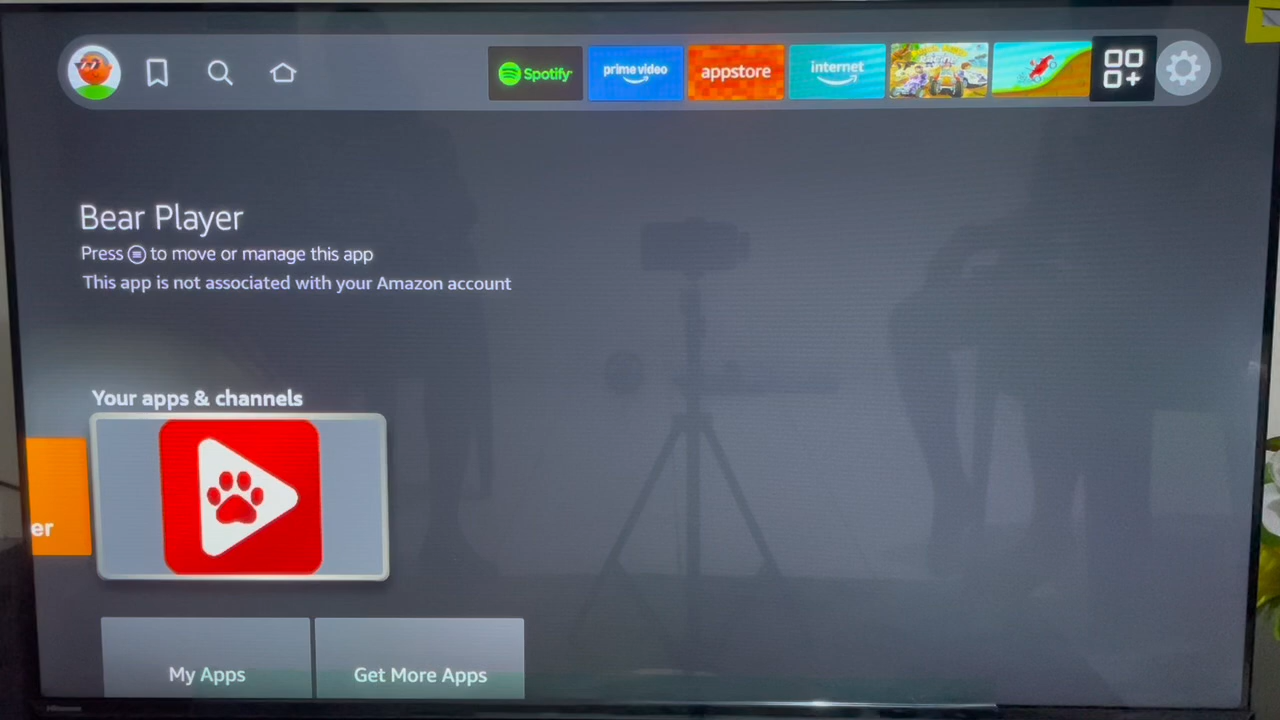 Spotify
prime video
appstore
internet
Bear Player
Press to move or manage this app
This app is not associated with your Amazon account
Your apps & channels
er
My Apps
Get More Apps
Hisense